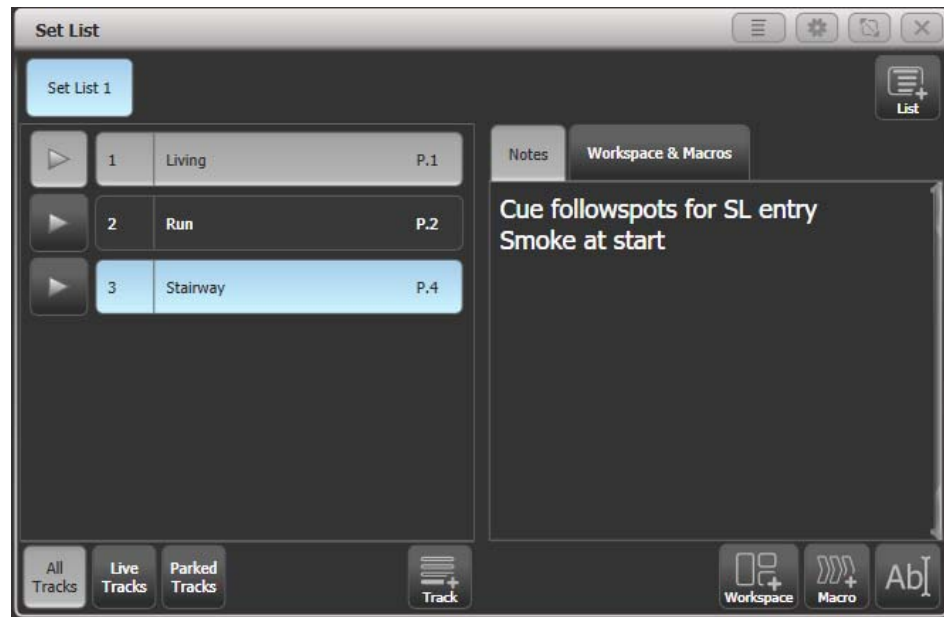 Set List
Set List 1
List
1 Living P.1
2 Run P.2
3 Stairway P.4
Notes
Workspace & Macros
Cue followspots for SL entry
Smoke at start
All
Tracks
Live
Tracks
Parked
Tracks
Track
Workspace
Macro
Ab